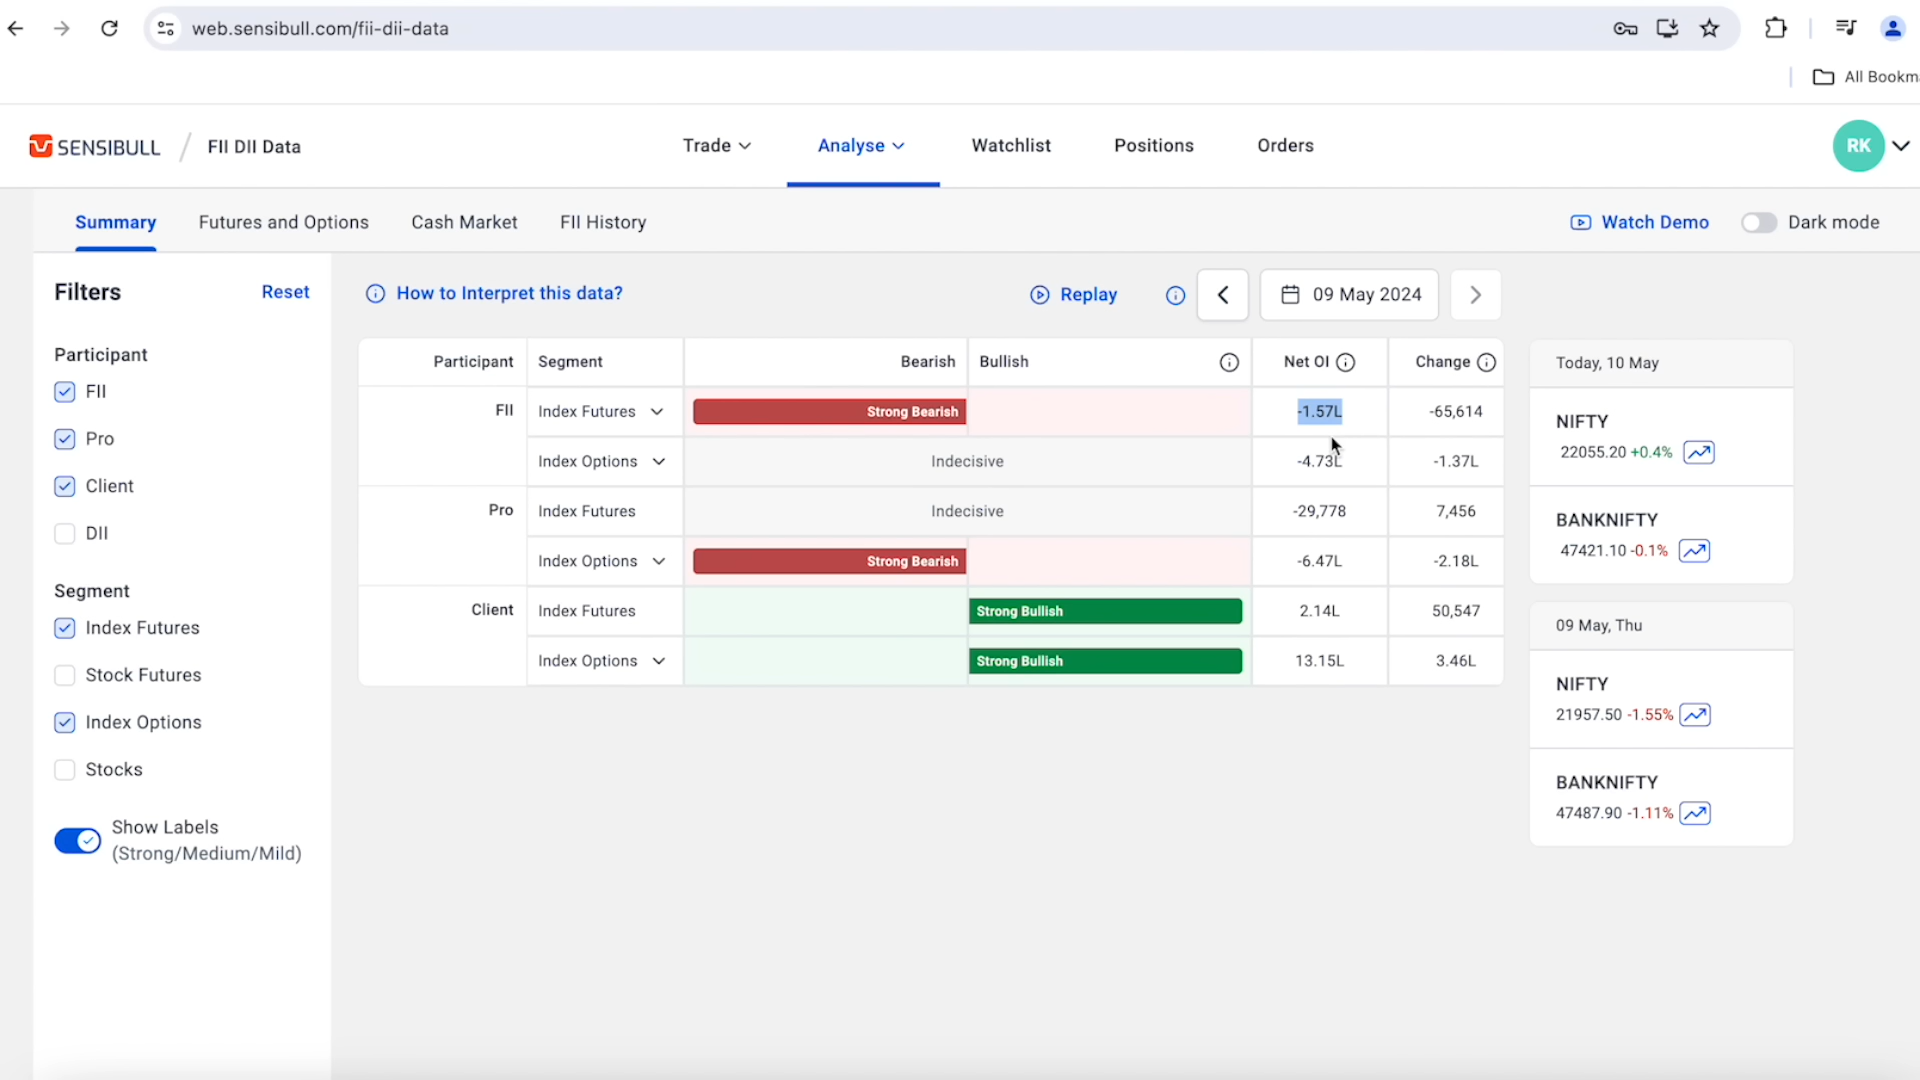 web.sensibull.com/fii-dii-data
All Bookma
SENSIBULL / FII DII Data
Trade
Analyse
Watchlist
Positions
Orders
RK
Summary
Futures and Options
Cash Market
FII History
Watch Demo
Dark mode
Filters
Reset
Participant
FII
Pro
Client
DII
Segment
Index Futures
Stock Futures
Index Options
Stocks
Show Labels
(Strong/Medium/Mild)
How to Interpret this data?
Replay
09 May 2024
Participant Segment Bearish Bullish Net OI Change
FII Index Futures Strong Bearish -1.57L -65,614
Index Options Indecisive -4.73L -1.37L
Pro Index Futures Indecisive -29,778 7,456
Index Options Strong Bearish -6.47L -2.18L
Client Index Futures Strong Bullish 2.14L 50,547
Index Options Strong Bullish 13.15L 3.46L
Today, 10 May
NIFTY
22055.20 +0.4%
BANKNIFTY
47421.10 -0.1%
09 May, Thu
NIFTY
21957.50 -1.55%
BANKNIFTY
47487.90 -1.11%